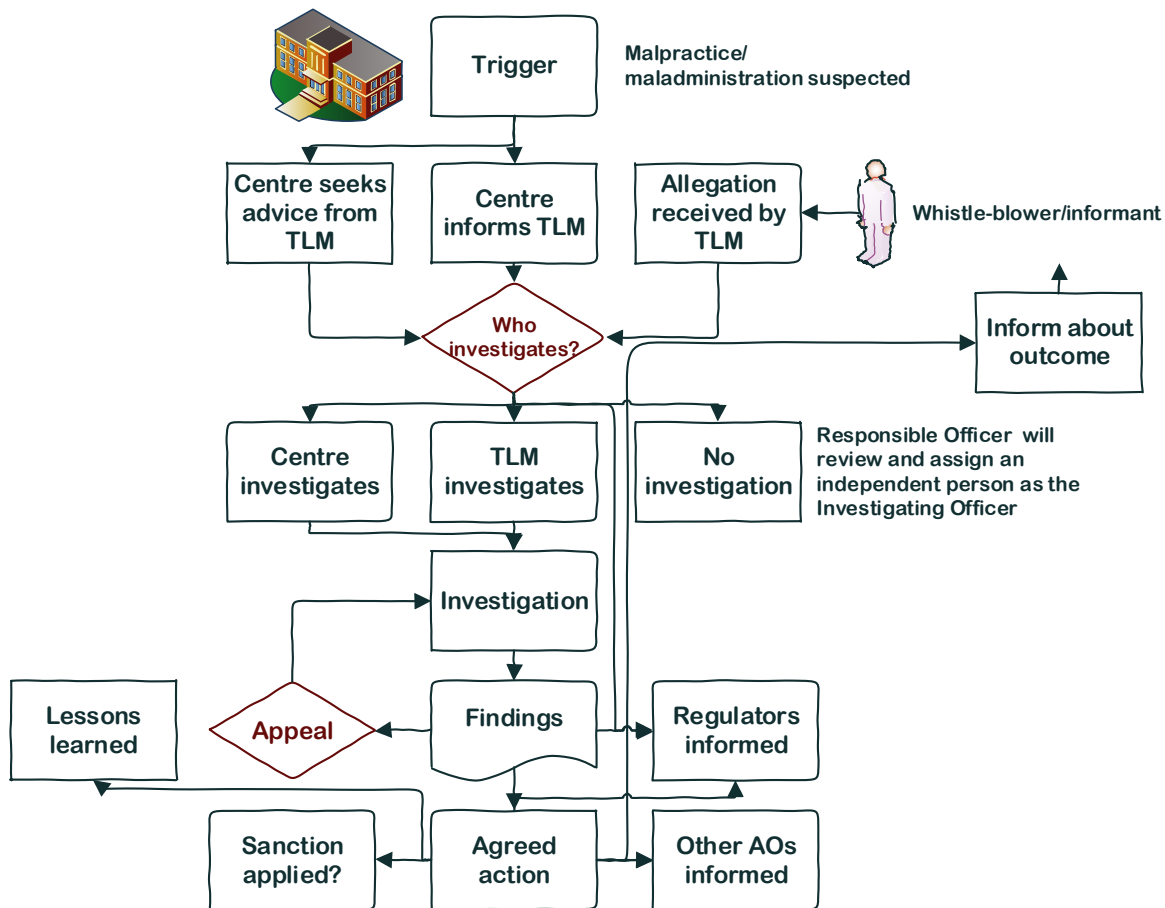 Trigger
Malpractice/
maladministration suspected
Centre seeks
advice from
TLM
Centre
informs TLM
Allegation
received by
TLM
Whistle-blower/informant
Who
investigates?
Inform about
outcome
Centre
investigates
TLM
investigates
No
investigation
Responsible Officer will
review and assign an
independent person as the
Investigating Officer
Investigation
Lessons
learned
Appeal
Findings
Regulators
informed
Sanction
applied?
Agreed
action
Other AOs
informed